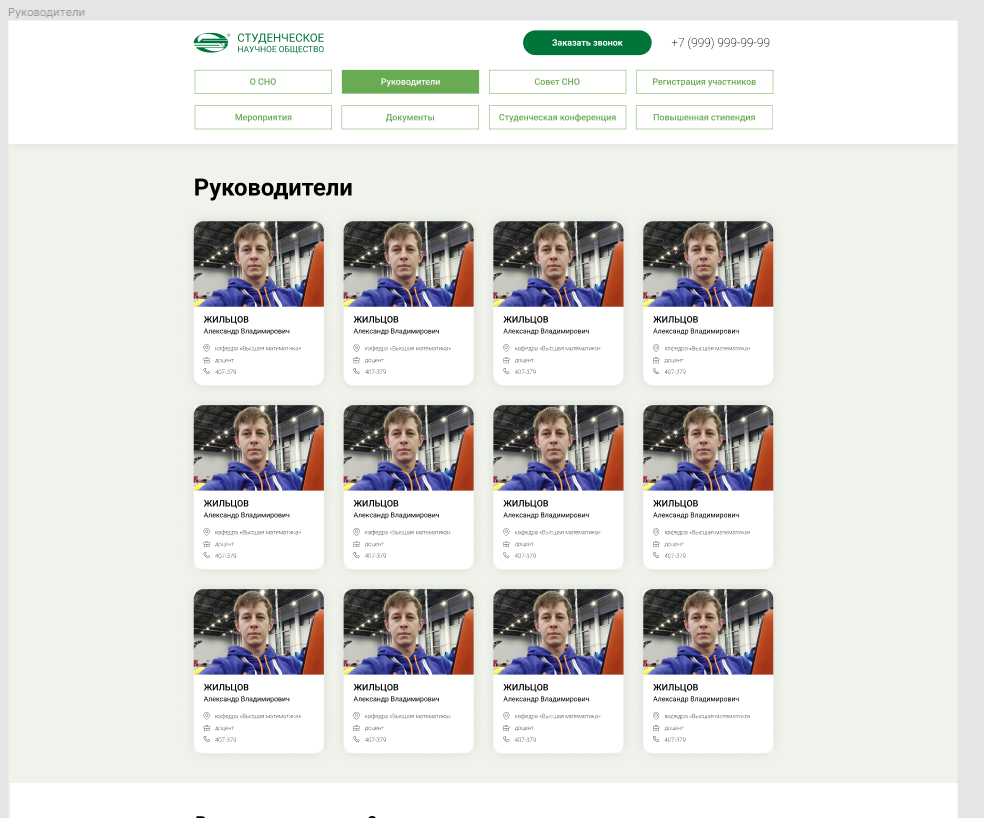 Руководители
СТУДЕНЧЕСКОЕ
НАУЧНОЕ ОБЩЕСТВО
Заказать звонок
+7 (999) 999-99-99
О СНО
Руководители
Совет СНО
Регистрация участников
Мероприятия
Документы
Студенческая конференция
Повышенная стипендия
Руководители
ЖИЛЬЦОВ
Александр Владимирович
кафедра «Высшая математика»
доцент
407-379
ЖИЛЬЦОВ
Александр Владимирович
кафедра «Высшая математика»
доцент
407-379
ЖИЛЬЦОВ
Александр Владимирович
кафедра «Высшая математика»
доцент
407-379
ЖИЛЬЦОВ
Александр Владимирович
кафедра «Высшая математика»
доцент
407-379
ЖИЛЬЦОВ
Александр Владимирович
кафедра «Высшая математика»
доцент
407-379
ЖИЛЬЦОВ
Александр Владимирович
кафедра «Высшая математика»
доцент
407-379
ЖИЛЬЦОВ
Александр Владимирович
кафедра «Высшая математика»
доцент
407-379
ЖИЛЬЦОВ
Александр Владимирович
кафедра «Высшая математика»
доцент
407-379
ЖИЛЬЦОВ
Александр Владимирович
кафедра «Высшая математика»
доцент
407-379
ЖИЛЬЦОВ
Александр Владимирович
кафедра «Высшая математика»
доцент
407-379
ЖИЛЬЦОВ
Александр Владимирович
кафедра «Высшая математика»
доцент
407-379
ЖИЛЬЦОВ
Александр Владимирович
кафедра «Высшая математика»
доцент
407-379